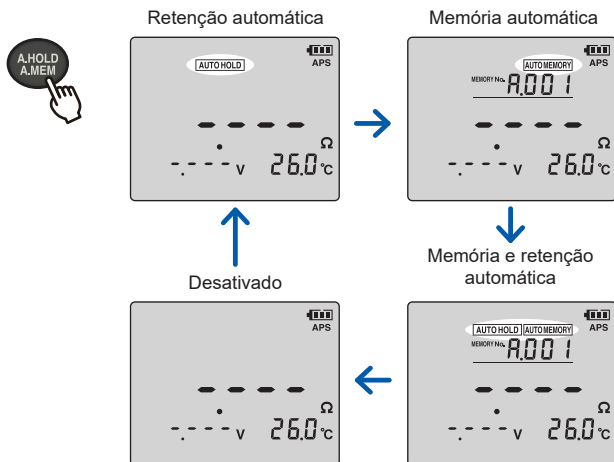 Retenção automática
Memória automática
A.HOLD
A.MEM
AUTO HOLD
APS
- - - -
Ω
-.- - - V 26.0 °C
AUTO MEMORY
APS
MEMORY No. A.001
- - - -
Ω
-.- - - V 26.0 °C
Desativado
Memória e retenção
automática
APS
- - - -
Ω
-.- - - V 26.0 °C
AUTO HOLD AUTO MEMORY
APS
MEMORY No. A.001
- - - -
Ω
-.- - - V 26.0 °C